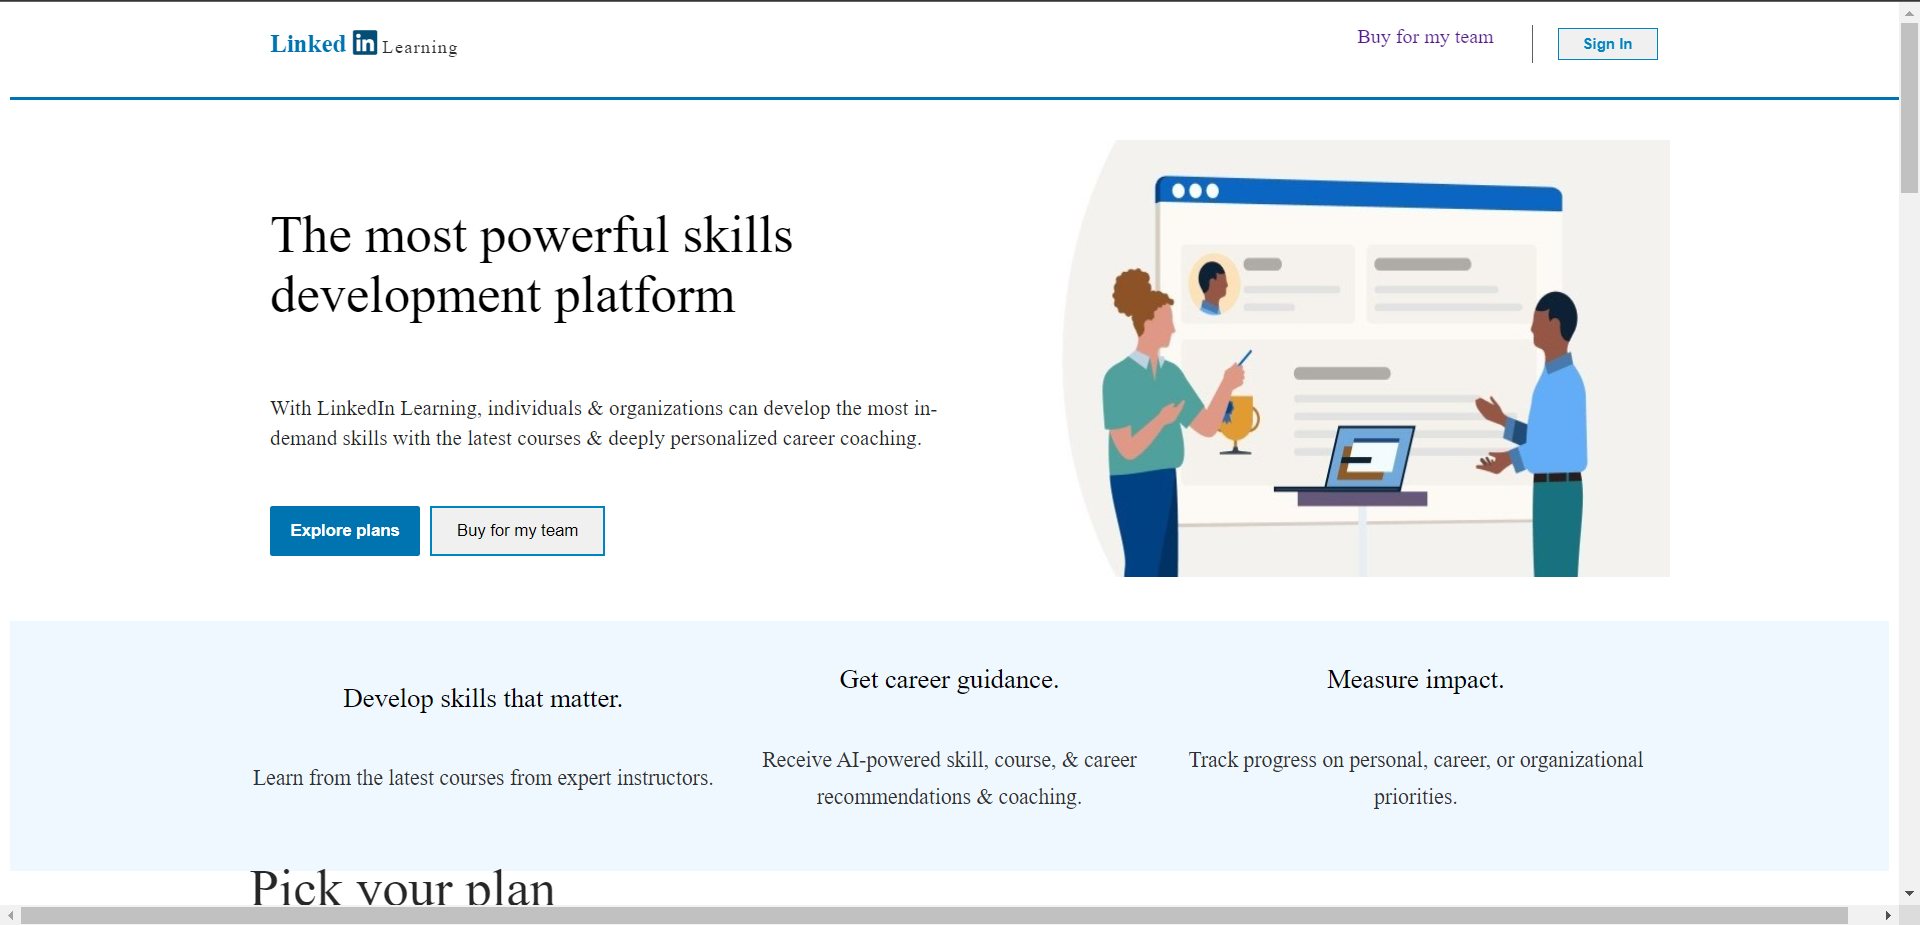 Linked in Learning
Buy for my team
Sign In
The most powerful skills
development platform
With LinkedIn Learning, individuals & organizations can develop the most in-
demand skills with the latest courses & deeply personalized career coaching.
Explore plans
Buy for my team
Develop skills that matter.
Learn from the latest courses from expert instructors.
Get career guidance.
Receive AI-powered skill, course, & career
recommendations & coaching.
Measure impact.
Track progress on personal, career, or organizational
priorities.
Pick your plan